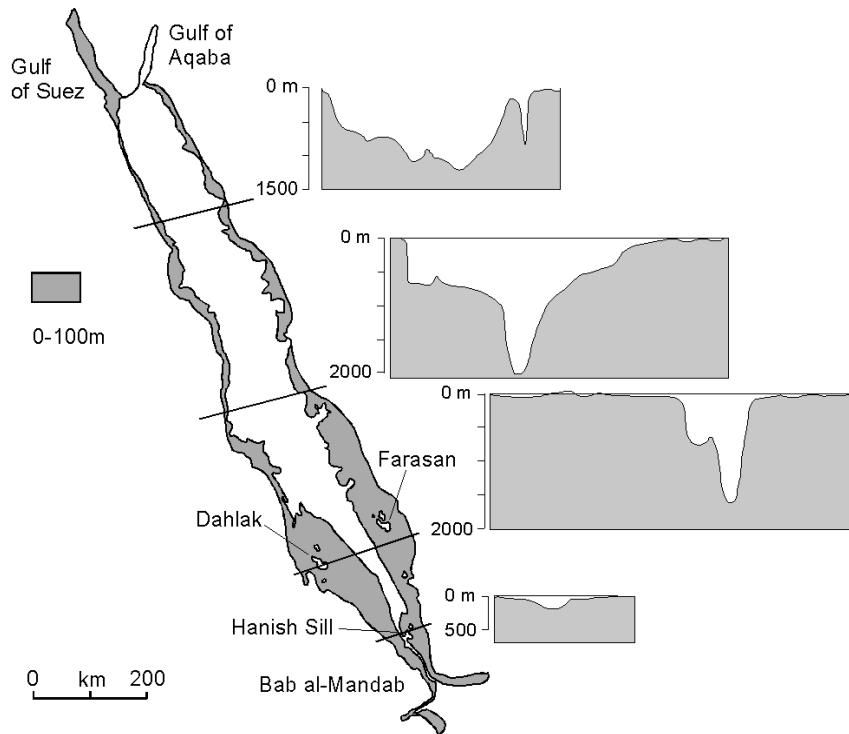 Gulf of
Aqaba
Gulf
of Suez
0 m
1500
0 m
2000
0-100m
0 m
2000
Farasan
Dahlak
0 m
500
Hanish Sill
Bab al-Mandab
0 km 200